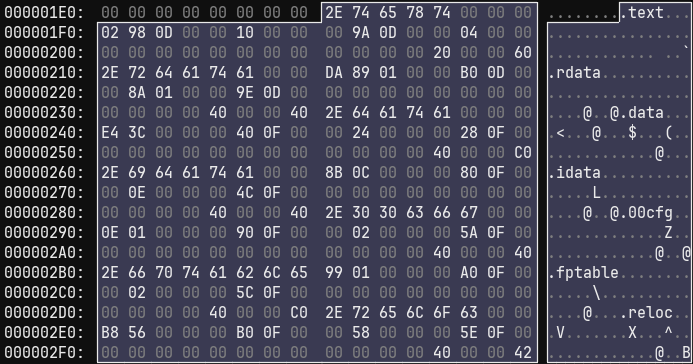 000001E0: 00 00 00 00 00 00 00 00 2E 74 65 78 74 00 00 00 .........text...
000001F0: 02 98 0D 00 00 10 00 00 00 9A 0D 00 00 04 00 00 ................
00000200: 00 00 00 00 00 00 00 00 00 00 00 00 20 00 00 60 ............ ..`
00000210: 2E 72 64 61 74 61 00 00 DA 89 01 00 00 B0 0D 00 .rdata..........
00000220: 00 8A 01 00 00 9E 0D 00 00 00 00 00 00 00 00 00 ................
00000230: 00 00 00 00 40 00 00 40 2E 64 61 74 61 00 00 00 ....@..@.data...
00000240: E4 3C 00 00 00 40 0F 00 00 24 00 00 00 28 0F 00 .<...@...$...(..
00000250: 00 00 00 00 00 00 00 00 00 00 00 00 40 00 00 C0 ............@...
00000260: 2E 69 64 61 74 61 00 00 8B 0C 00 00 00 80 0F 00 .idata..........
00000270: 00 0E 00 00 00 4C 0F 00 00 00 00 00 00 00 00 00 .....L..........
00000280: 00 00 00 00 40 00 00 40 2E 30 30 63 66 67 00 00 ....@..@.00cfg..
00000290: 0E 01 00 00 00 90 0F 00 00 02 00 00 00 5A 0F 00 .............Z..
000002A0: 00 00 00 00 00 00 00 00 00 00 00 00 40 00 00 40 ............@..@
000002B0: 2E 66 70 74 61 62 6C 65 99 01 00 00 00 A0 0F 00 .fptable........
000002C0: 00 02 00 00 00 5C 0F 00 00 00 00 00 00 00 00 00 .....\..........
000002D0: 00 00 00 00 40 00 00 C0 2E 72 65 6C 6F 63 00 00 ....@....reloc..
000002E0: B8 56 00 00 00 B0 0F 00 00 58 00 00 00 5E 0F 00 .V.......X...^..
000002F0: 00 00 00 00 00 00 00 00 00 00 00 00 40 00 00 42 ............@..B